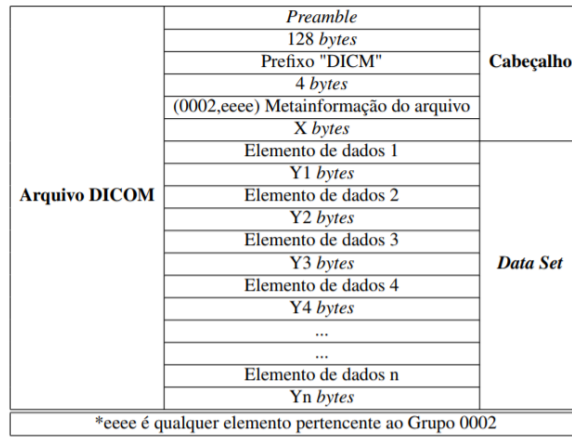 Preamble
128 bytes
Prefixo "DICM"
Cabeçalho
4 bytes
(0002,eeee) Metainformação do arquivo
X bytes
Elemento de dados 1
Y1 bytes
Arquivo DICOM
Elemento de dados 2
Y2 bytes
Elemento de dados 3
Y3 bytes
Data Set
Elemento de dados 4
Y4 bytes
...
...
Elemento de dados n
Yn bytes
*eeee é qualquer elemento pertencente ao Grupo 0002